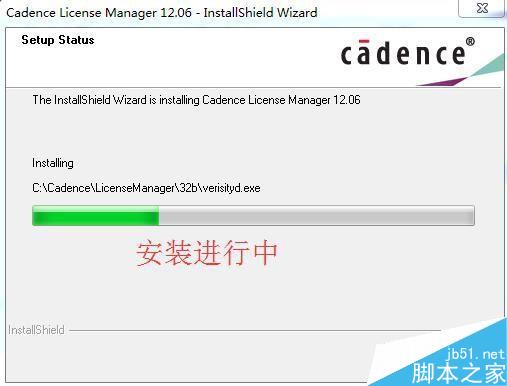 Cadence License Manager 12.06 - InstallShield Wizard
Setup Status
cādence®
The InstallShield Wizard is installing Cadence License Manager 12.06
Installing
C:\Cadence\LicenseManager\32b\verisityd.exe
安装进行中
InstallShield
jb51.net
脚本之家